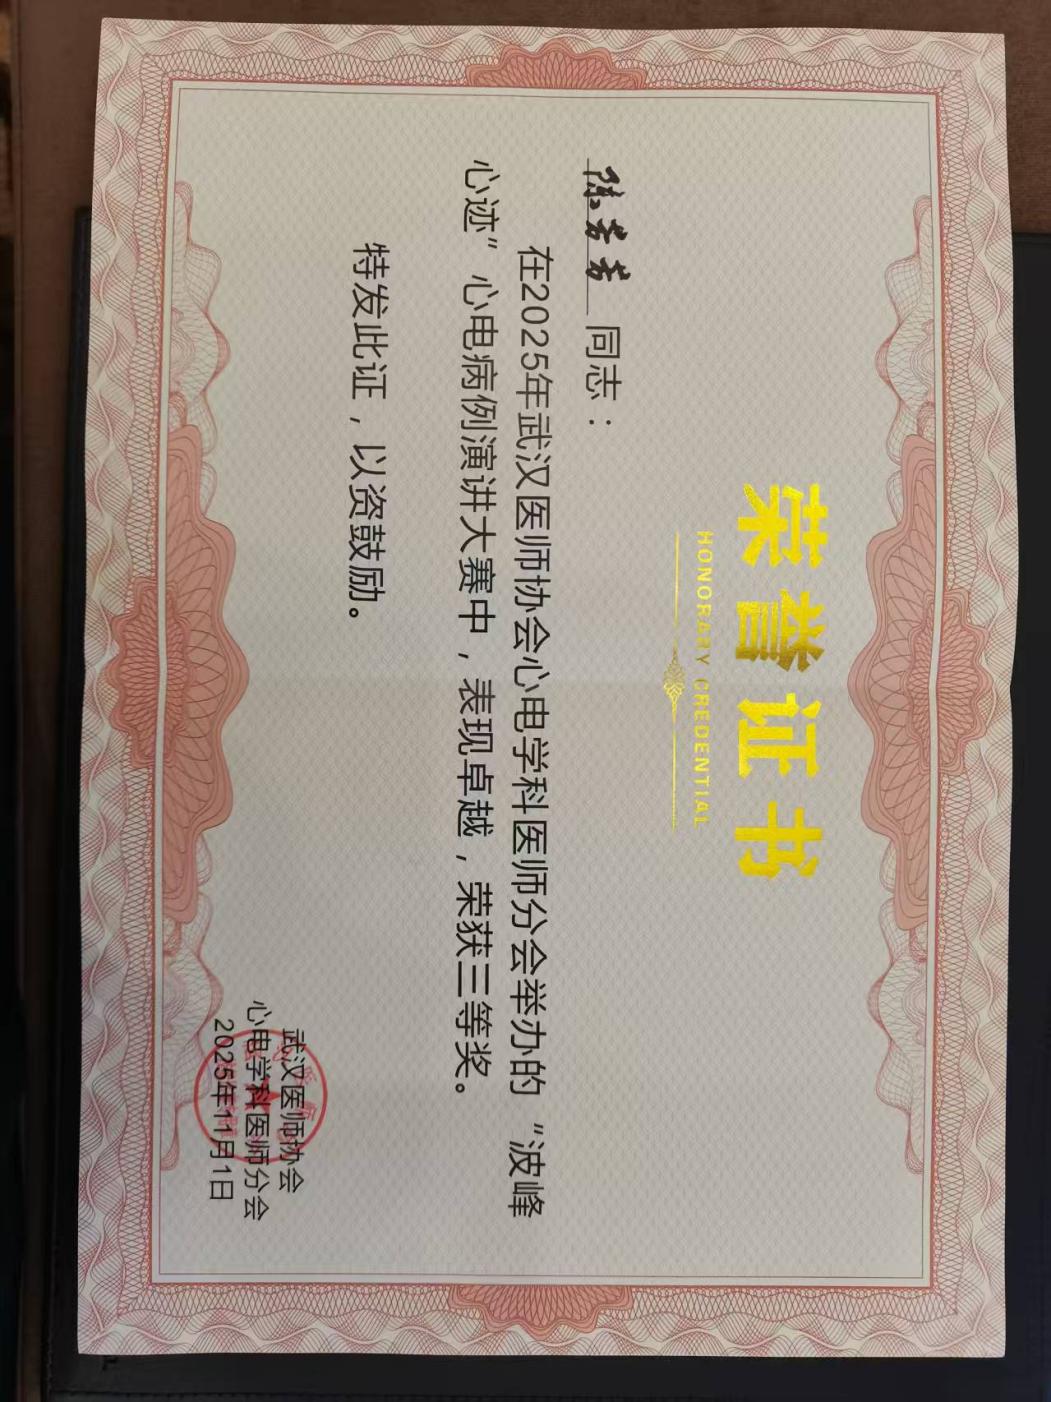 荣誉证书
HONORARY CREDENTIAL
陈芳芳 同志：
在2025年武汉医师协会心电学科医师分会举办的“波峰
心迹”心电病例演讲大赛中，表现卓越，荣获三等奖。
特发此证，以资鼓励。
武汉医师协会
心电学科医师分会
2025年11月1日